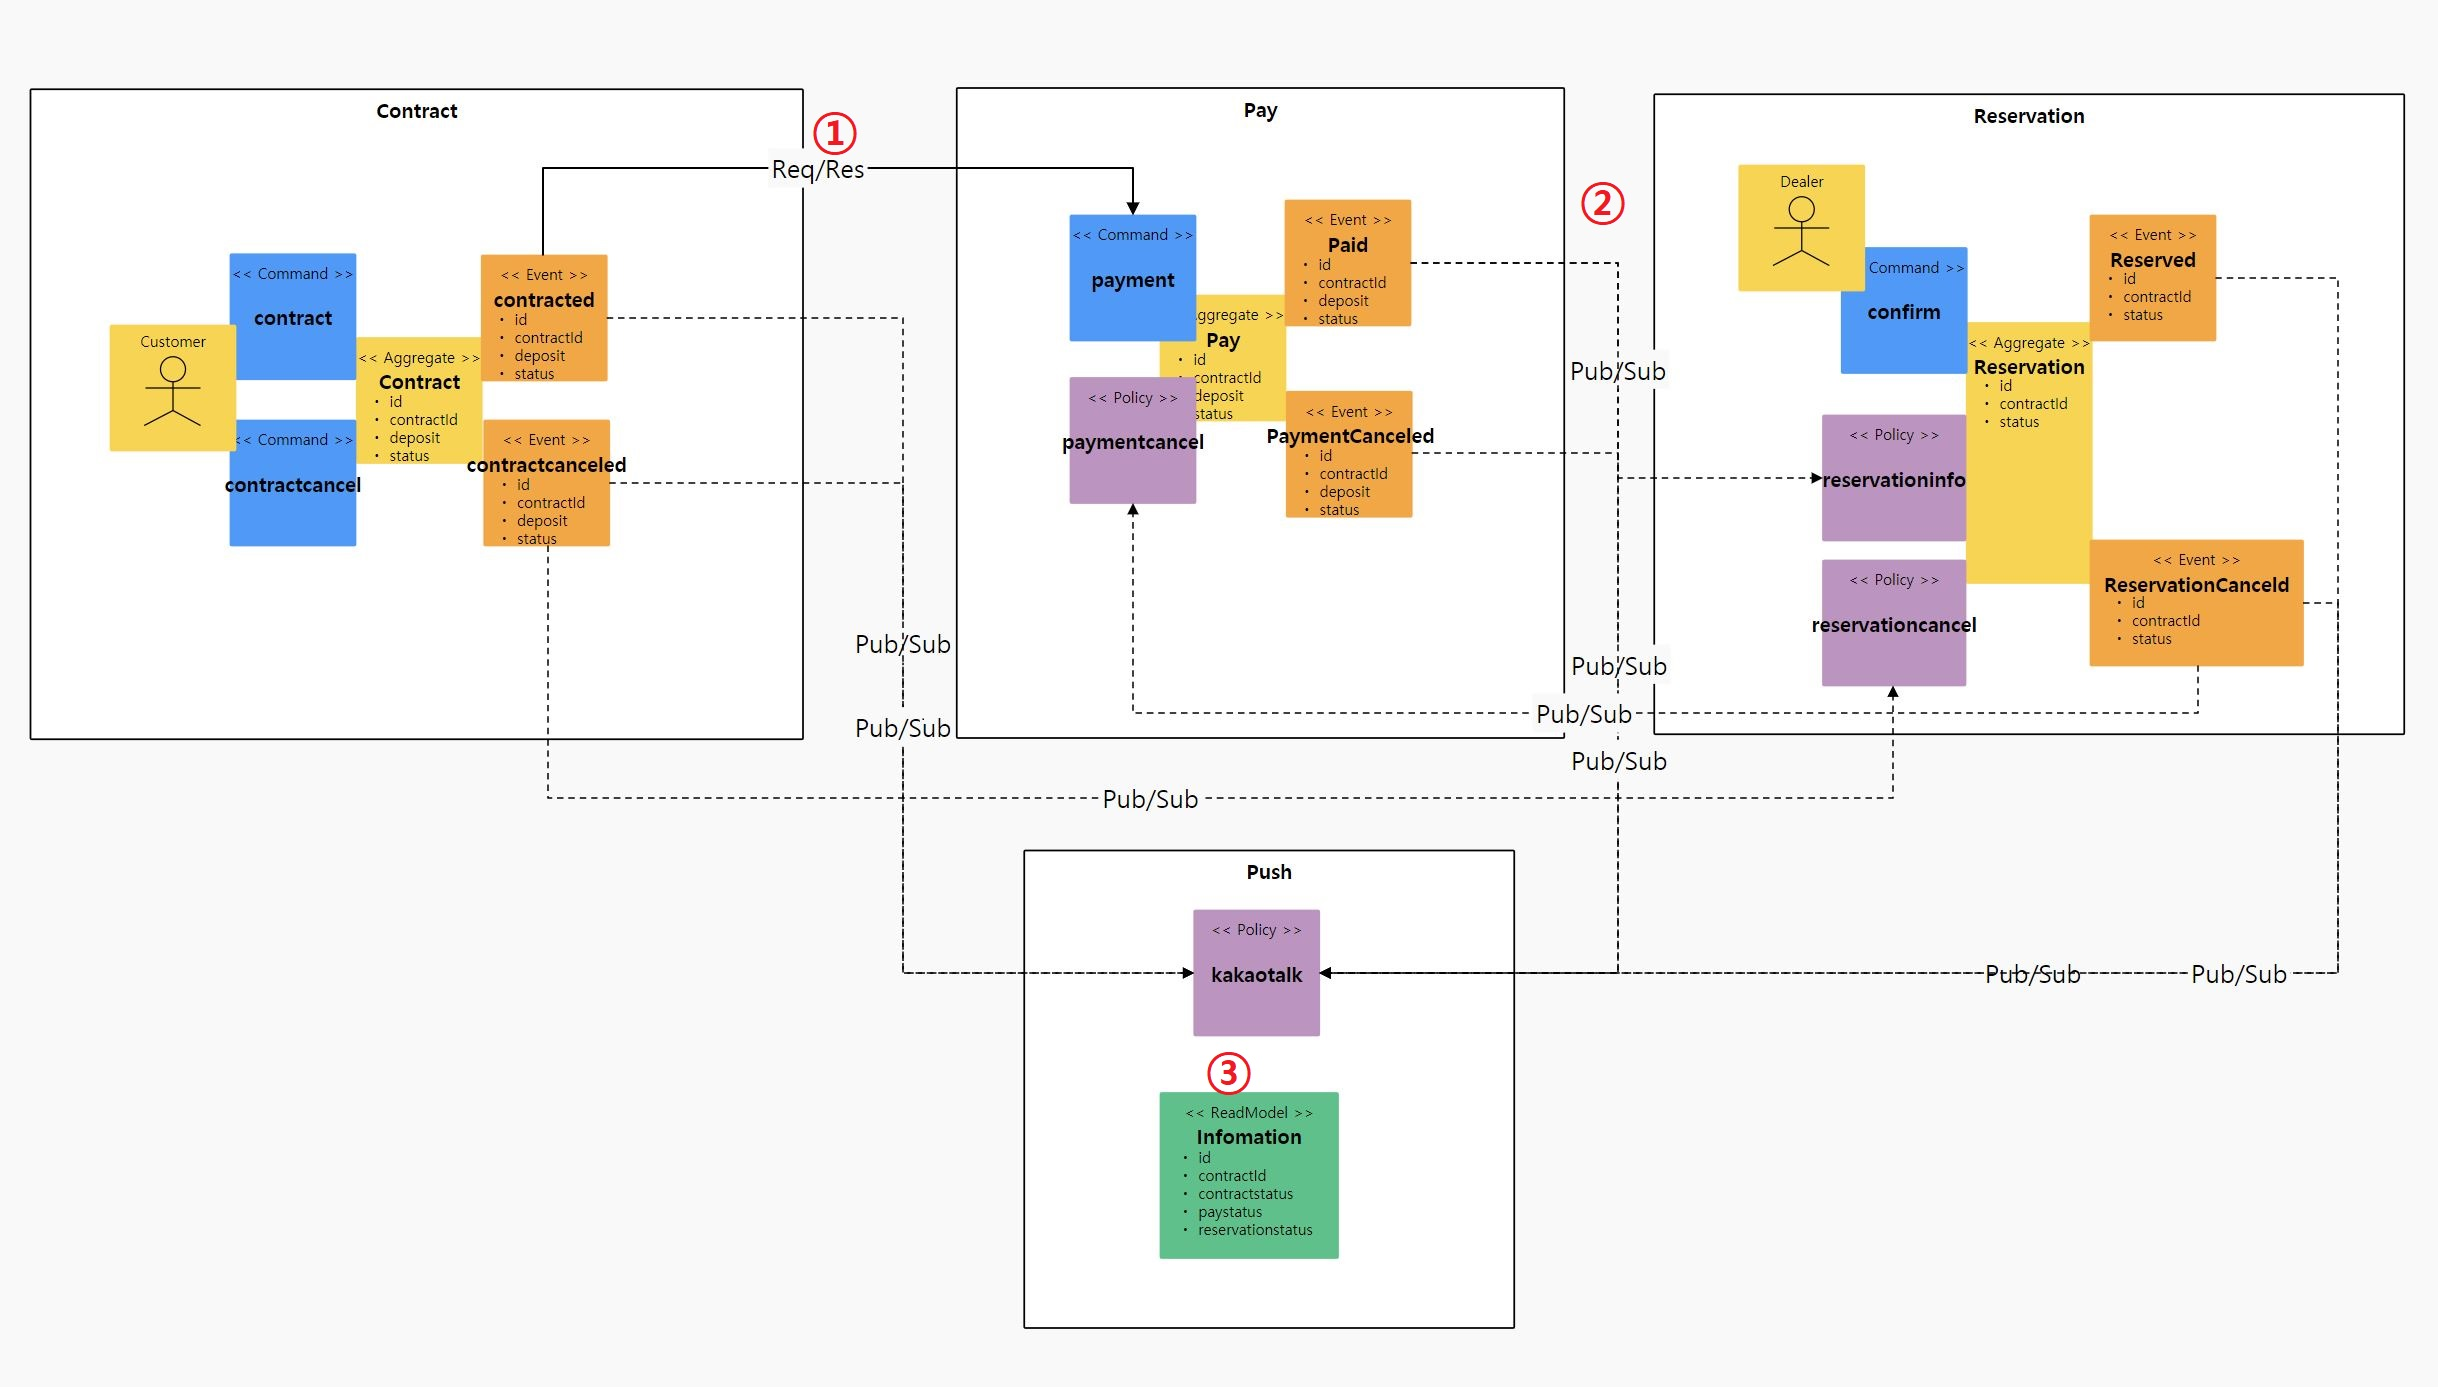 Contract
①
Req/Res
<< Command >>
contract
<< Event >>
contracted
• id
• contractId
• deposit
• status
Customer
<< Aggregate >>
Contract
• id
• contractId
• deposit
• status
<< Command >>
contractcancel
<< Event >>
contractcanceled
• id
• contractId
• deposit
• status
Pub/Sub
Pub/Sub
Pub/Sub
Pay
<< Command >>
payment
<< Event >>
Paid
• id
• contractId
• deposit
• status
ggregate >>
Pay
• id
• contractId
deposit
status
<< Policy >>
paymentcancel
<< Event >>
PaymentCanceled
• id
• contractId
• deposit
• status
②
Pub/Sub
Pub/Sub
Pub/Sub
Pub/Sub
Reservation
Dealer
Command >>
confirm
<< Event >>
Reserved
• id
• contractId
• status
<< Aggregate >>
Reservation
• id
• contractId
• status
<< Policy >>
reservationinfo
<< Policy >>
reservationcancel
<< Event >>
ReservationCanceld
• id
• contractId
• status
Push
<< Policy >>
kakaotalk
Pub/Sub
Pub/Sub
③
<< ReadModel >>
Infomation
• id
• contractId
• contractstatus
• paystatus
• reservationstatus